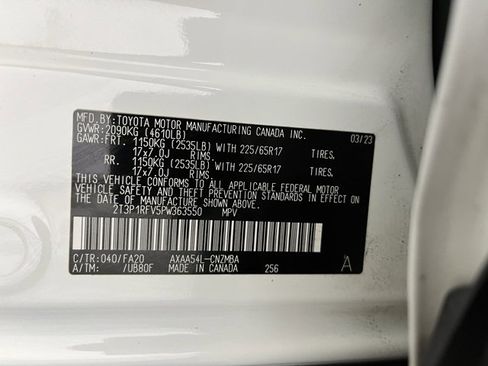 MFD.BY:TOYOTA MOTOR MANUFACTURING CANADA INC.
GVWR:2090KG (4610LB) 03/23
GAWR:FRT. 1150KG (2535LB) WITH 225/65R17 TIRES,
17x7.0J RIMS,
RR. 1150KG (2535LB) WITH 225/65R17 TIRES,
17x7.0J RIMS,
THIS VEHICLE CONFORMS TO ALL APPLICABLE FEDERAL MOTOR
VEHICLE SAFETY AND THEFT PREVENTION STANDARDS IN EFFECT ON
THE DATE OF MANUFACTURE SHOWN ABOVE.
2T3P1RFV5PW363550 MPV
C/TR:040/FA20 AXAA54L-CNZMBA
A/TM: /UB80F MADE IN CANADA 256 A